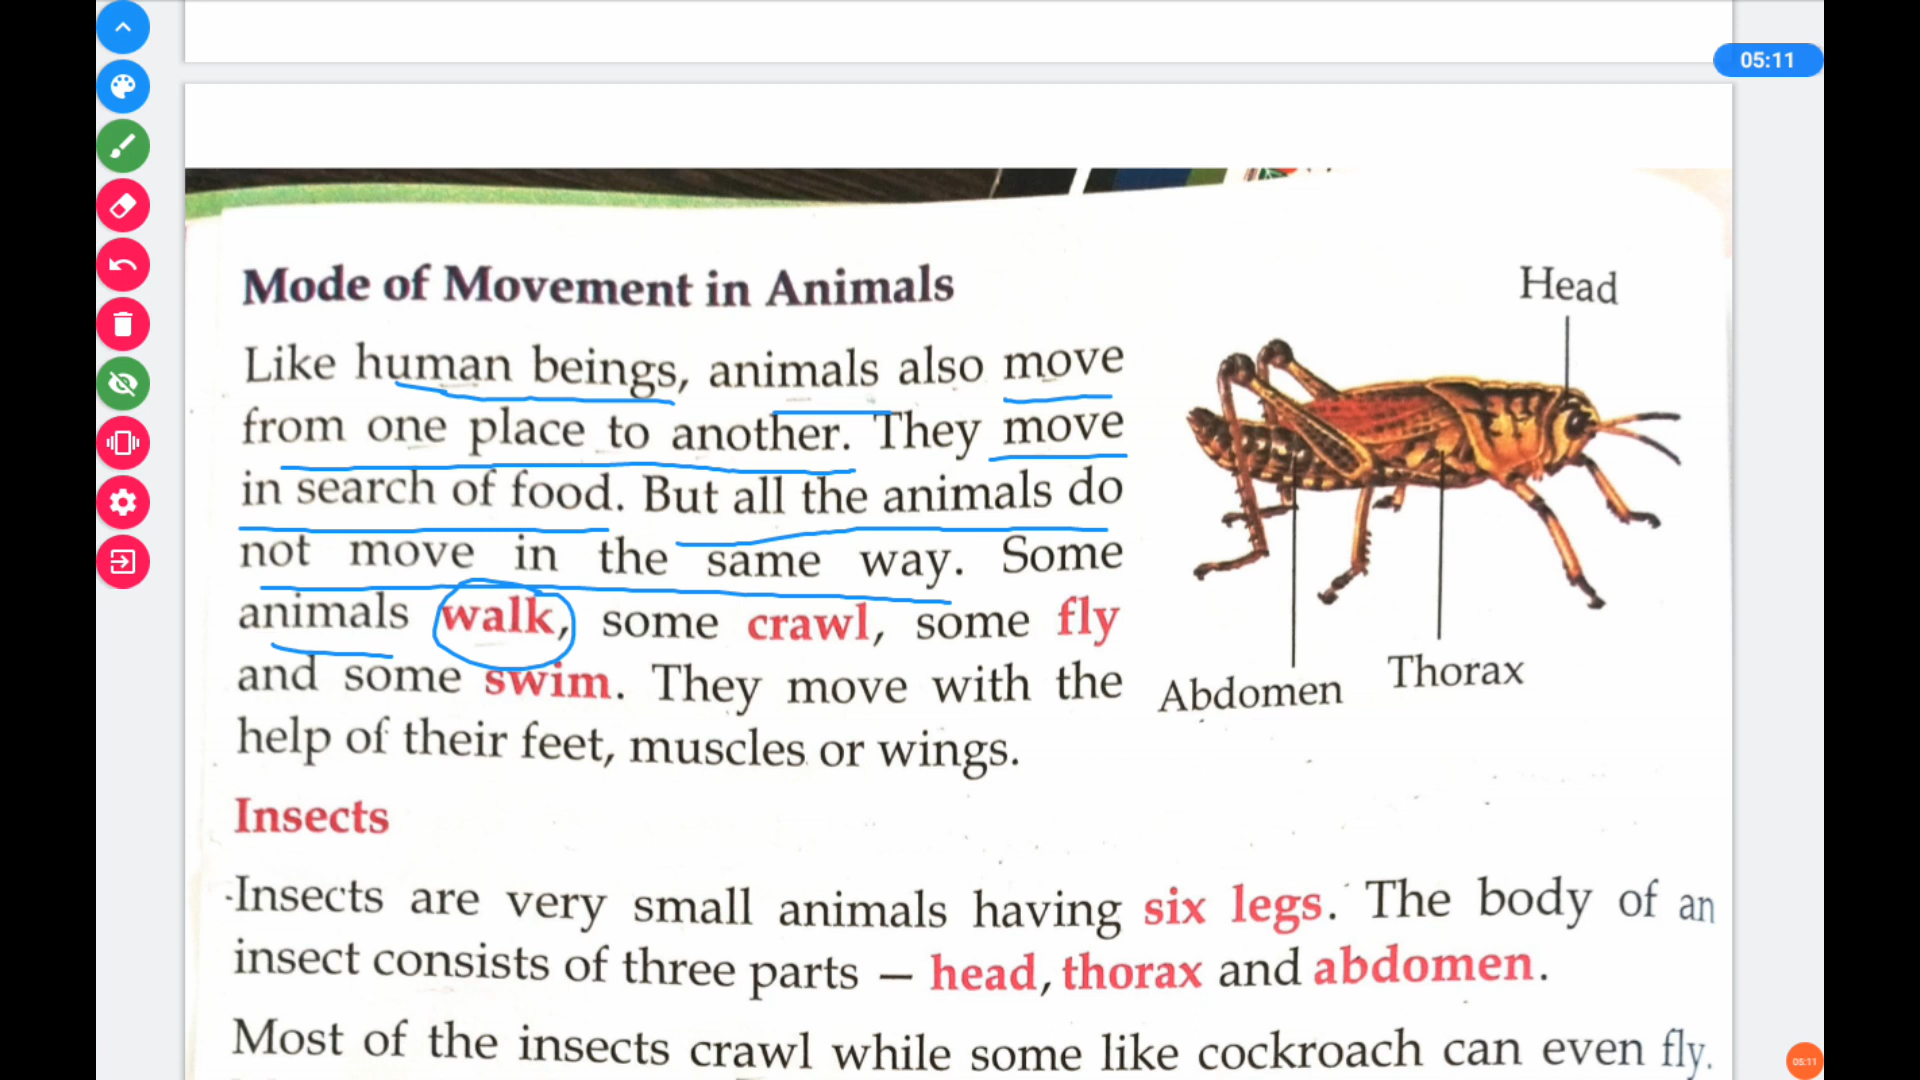 05:11
Mode of Movement in Animals
Head
Like human beings, animals also move
from one place to another. They move
in search of food. But all the animals do
not move in the same way. Some
animals walk, some crawl, some fly
and some swim. They move with the
help of their feet, muscles or wings.
Abdomen
Thorax
Insects
Insects are very small animals having six legs. The body of an
insect consists of three parts — head, thorax and abdomen.
Most of the insects crawl while some like cockroach can even fly.
05:11